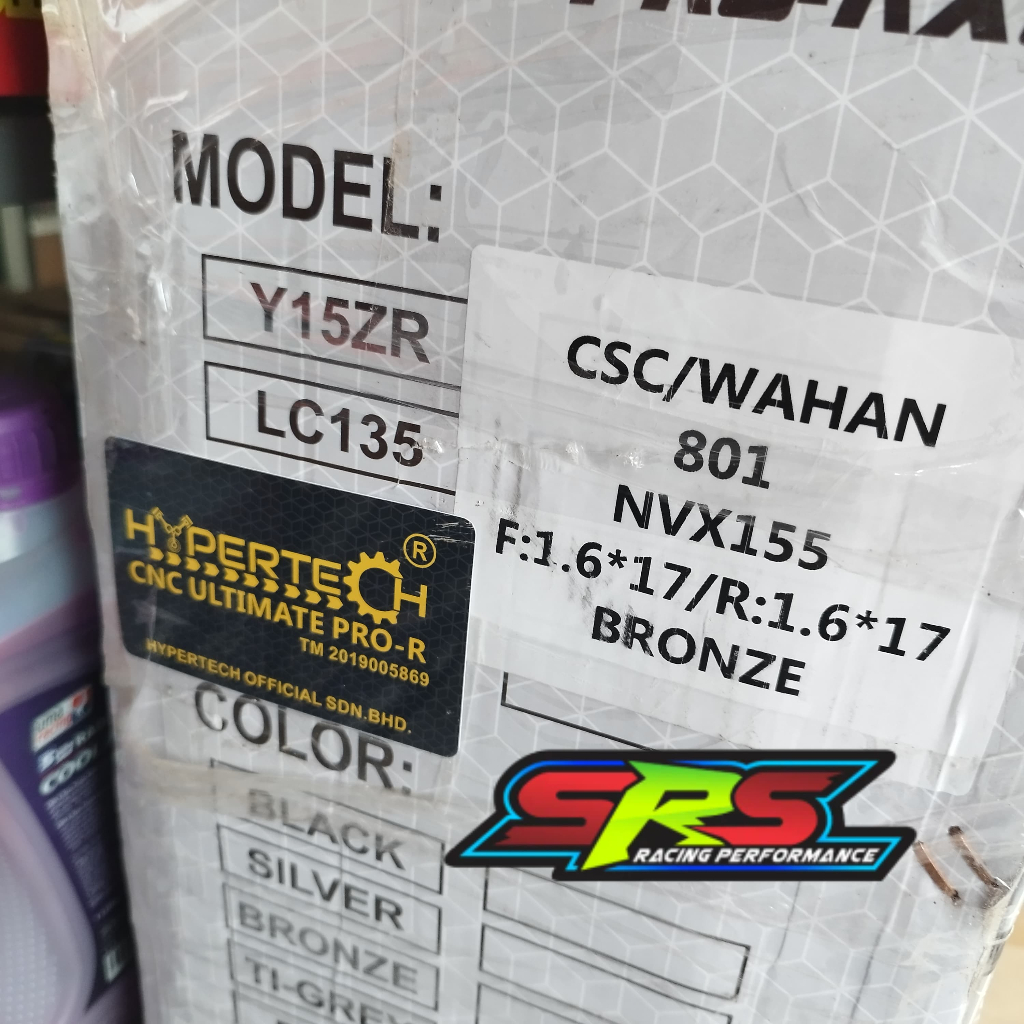 MODEL:
Y15ZR
LC135
CSC/WAHAN
801
NVX155
F:1.6*17/R:1.6*17
BRONZE
HYPERTECH®
CNC ULTIMATE PRO-R
TM 2019005869
HYPERTECH OFFICIAL SDN.BHD.
COLOR:
BLACK
SILVER
BRONZE
TI-GREY
SRS
RACING PERFORMANCE